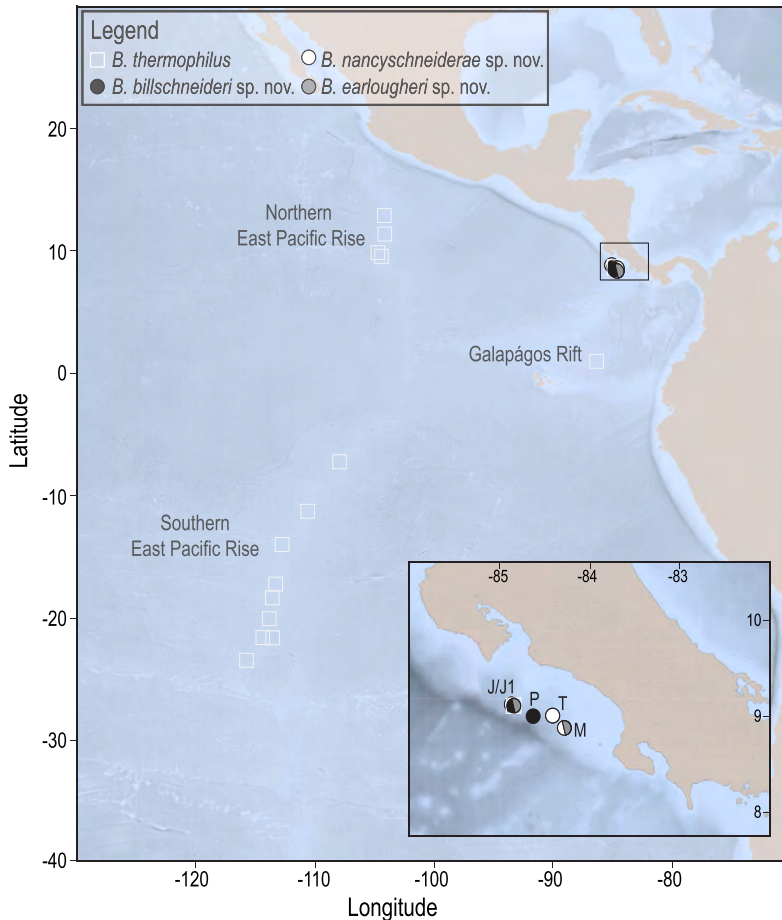 Legend
B. thermophilus
B. nancyschneiderae sp. nov.
B. billschneideri sp. nov.
B. earlougheri sp. nov.
20
10
0
-10
-20
-30
-40
Latitude
Northern
East Pacific Rise
Galapágos Rift
Southern
East Pacific Rise
-85
-84
-83
10
9
8
J/J1
P
T
M
-120
-110
-100
-90
-80
Longitude